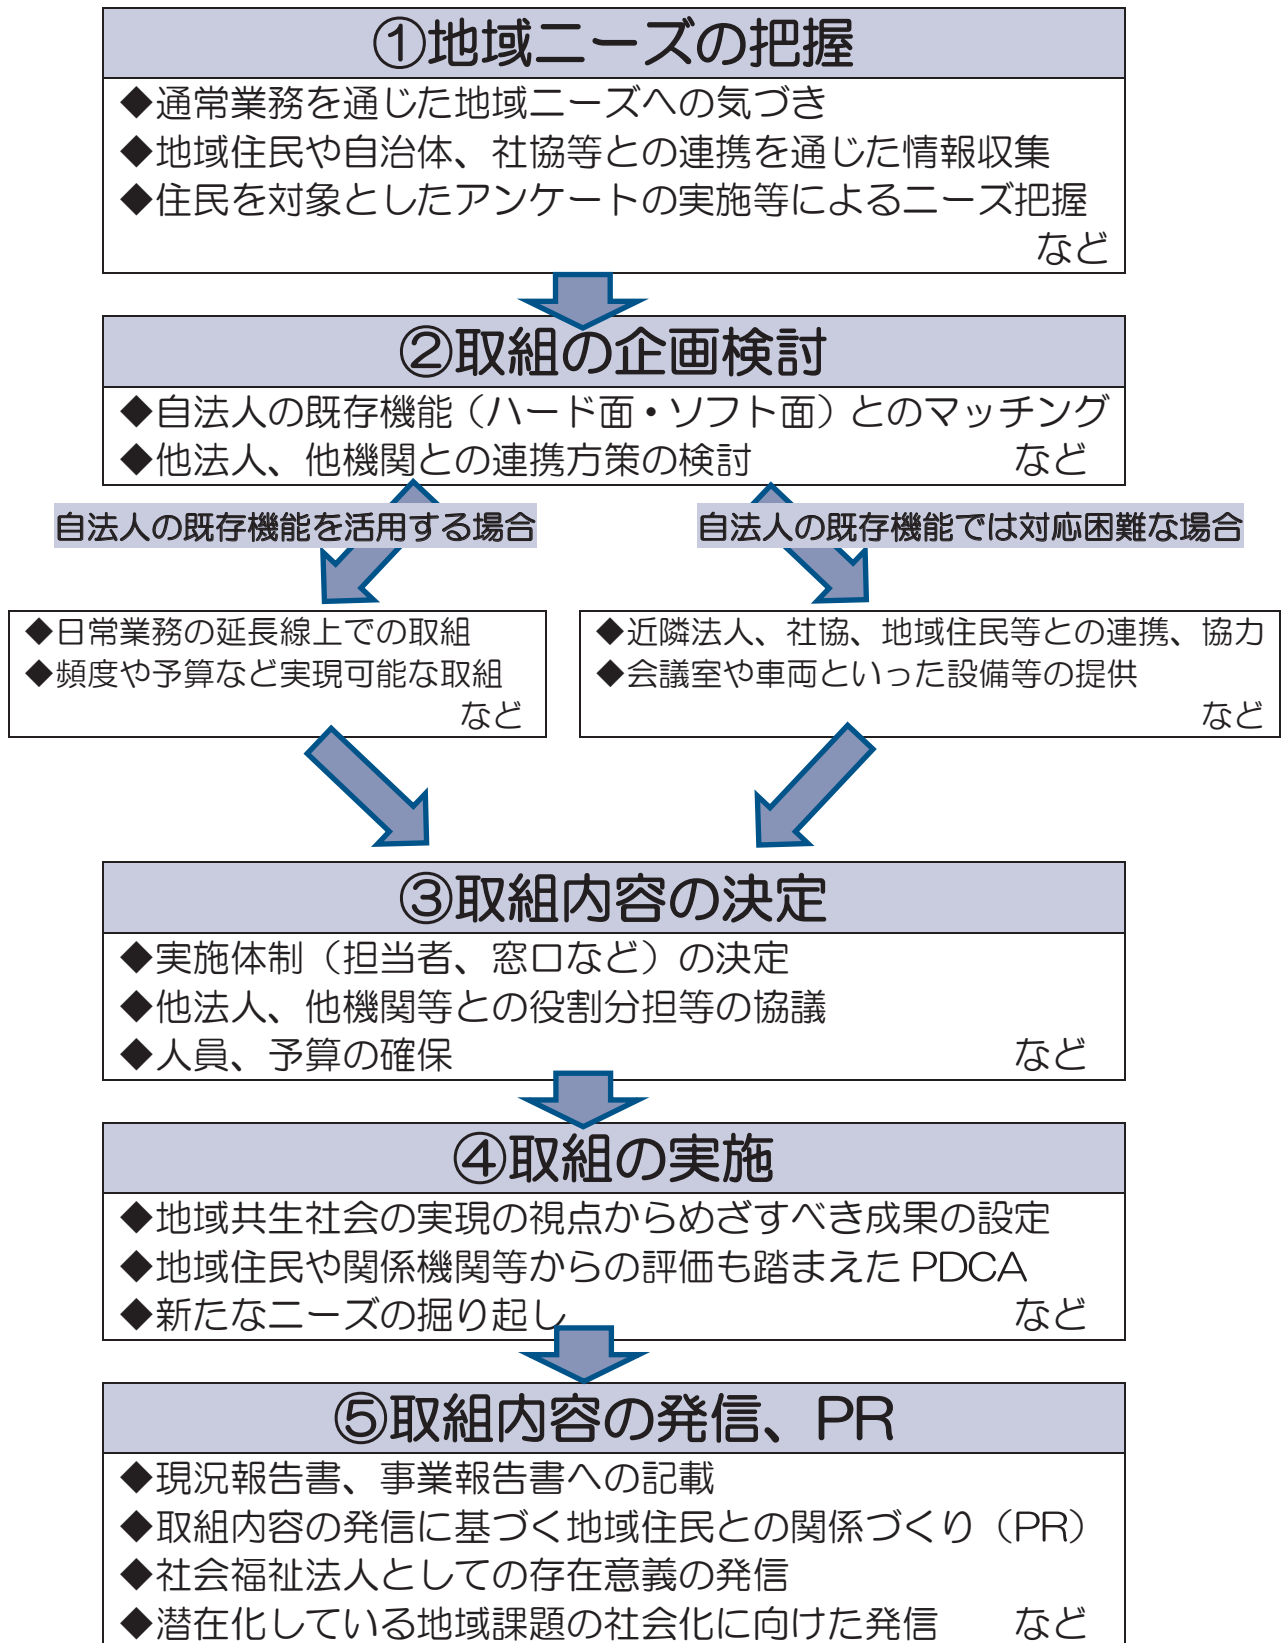 ①地域ニーズの把握
◆通常業務を通じた地域ニーズへの気づき
◆地域住民や自治体、社協等との連携を通じた情報収集
◆住民を対象としたアンケートの実施等によるニーズ把握
など
②取組の企画検討
◆自法人の既存機能（ハード面・ソフト面）とのマッチング
◆他法人、他機関との連携方策の検討 など
自法人の既存機能を活用する場合
◆日常業務の延長線上での取組
◆頻度や予算など実現可能な取組
など
自法人の既存機能では対応困難な場合
◆近隣法人、社協、地域住民等との連携、協力
◆会議室や車両といった設備等の提供
など
③取組内容の決定
◆実施体制（担当者、窓口など）の決定
◆他法人、他機関等との役割分担等の協議
◆人員、予算の確保 など
④取組の実施
◆地域共生社会の実現の視点からめざすべき成果の設定
◆地域住民や関係機関等からの評価も踏まえた PDCA
◆新たなニーズの掘り起し など
⑤取組内容の発信、PR
◆現況報告書、事業報告書への記載
◆取組内容の発信に基づく地域住民との関係づくり（PR）
◆社会福祉法人としての存在意義の発信
◆潜在化している地域課題の社会化に向けた発信 など